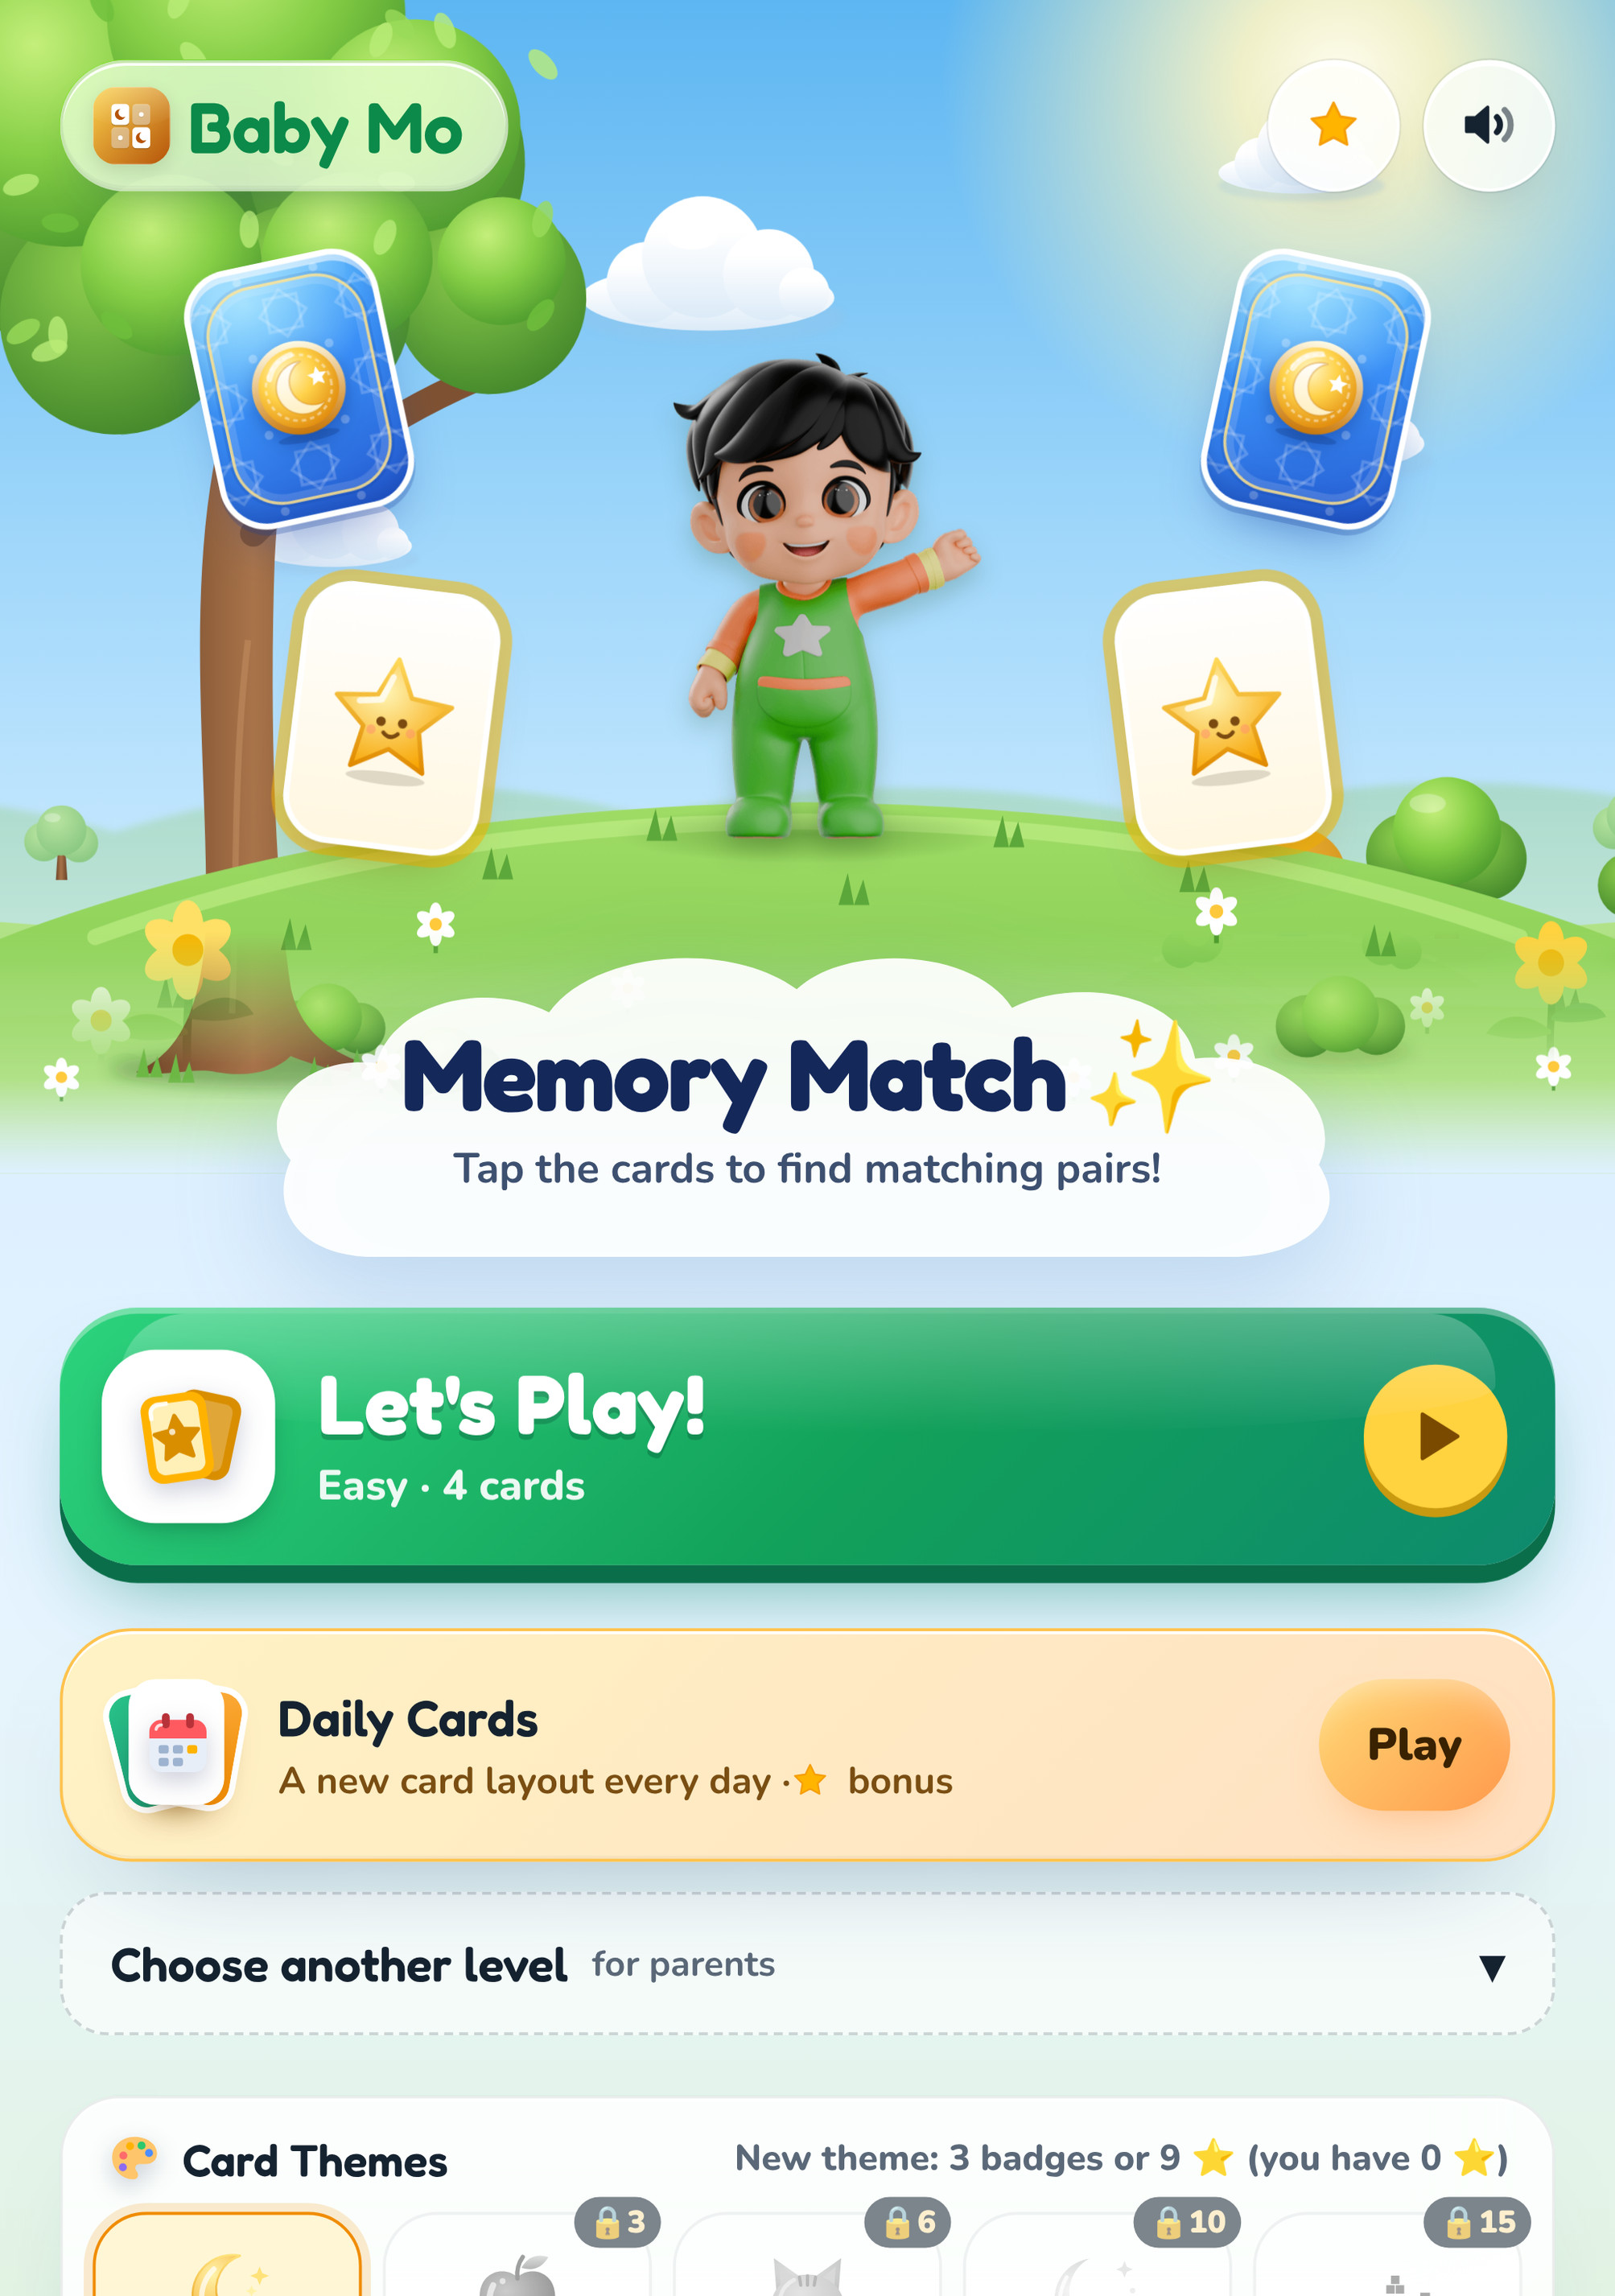 Baby Mo
Memory Match ✨
Tap the cards to find matching pairs!
Let's Play!
Easy · 4 cards
Daily Cards
A new card layout every day · ⭐ bonus
Play
Choose another level for parents ▼
Card Themes
New theme: 3 badges or 9 ⭐ (you have 0 ⭐)
🔒3
🔒6
🔒10
🔒15